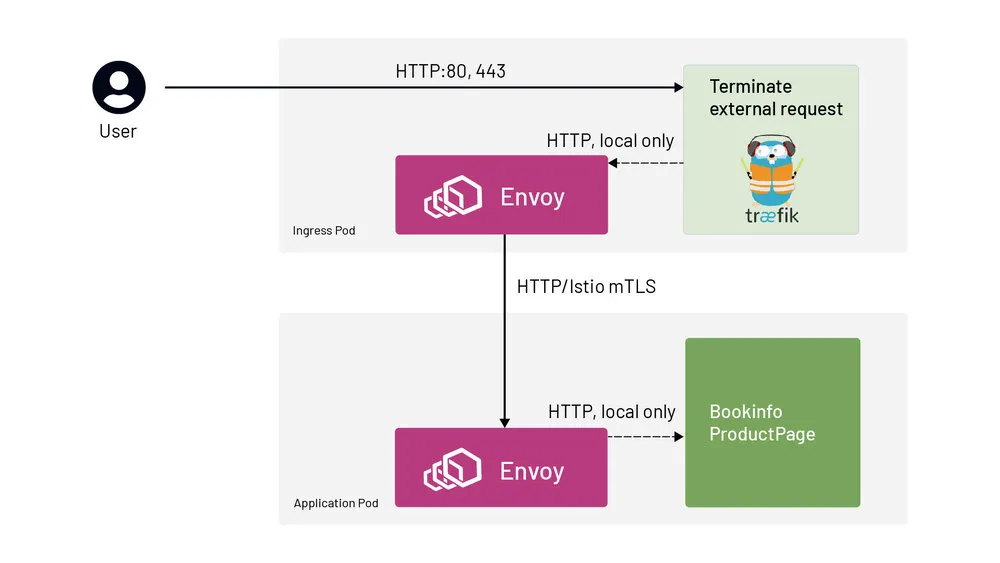 HTTP:80, 443
User
Terminate
external request
træfik
HTTP, local only
Envoy
Ingress Pod
HTTP/Istio mTLS
HTTP, local only
Bookinfo
ProductPage
Envoy
Application Pod